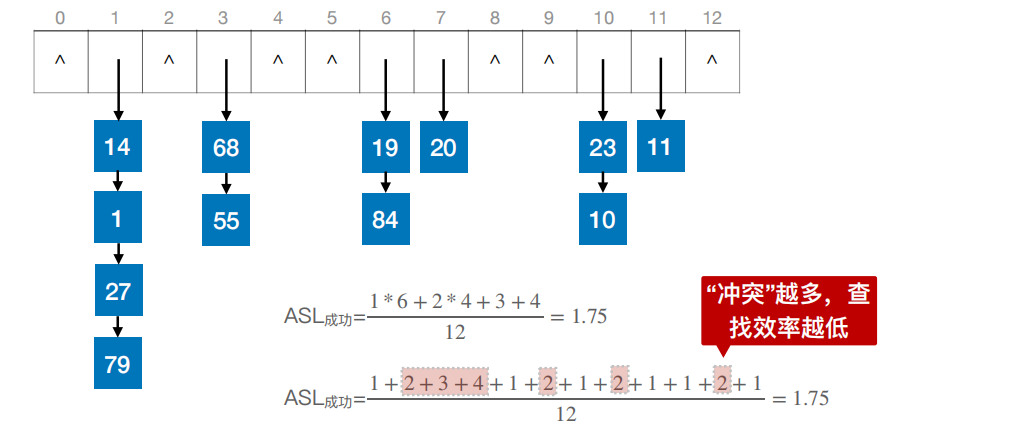 0 1 2 3 4 5 6 7 8 9 10 11 12
^ ^ ^ ^ ^ ^ ^
14 68 19 20 23 11
1 55 84 10
27
79
“冲突”越多，查
找效率越低
ASL成功=(1*6+2*4+3+4)/12=1.75
ASL成功=(1+2+3+4+1+2+1+2+1+1+2+1)/12=1.75